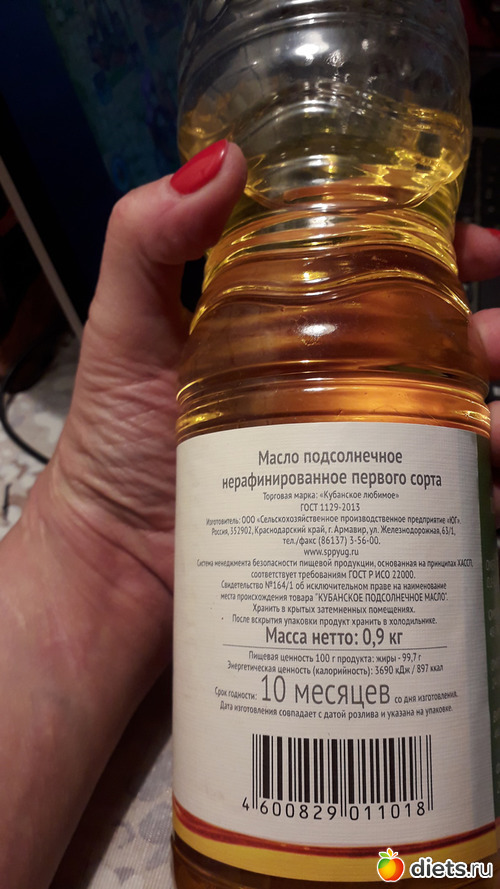 Масло подсолнечное
нерафинированное первого сорта
Торговая марка: «Кубанское любимое»
ГОСТ 1129-2013
Изготовитель: ООО «Сельскохозяйственное производственное предприятие «ЮГ».
Россия, 352902, Краснодарский край, г. Армавир, ул. Железнодорожная, 63/1,
тел./факс (86137) 3-56-00.
www.sppyug.ru
Система менеджмента безопасности пищевой продукции, основанная на принципах ХАССП,
соответствует требованиям ГОСТ Р ИСО 22000.
Свидетельство №164/1 об исключительном праве на наименование
места происхождения товара "КУБАНСКОЕ ПОДСОЛНЕЧНОЕ МАСЛО".
Хранить в крытых затемненных помещениях.
После вскрытия упаковки продукт хранить в холодильнике.
Масса нетто: 0,9 кг
Пищевая ценность 100 г продукта: жиры - 99,7 г
Энергетическая ценность (калорийность): 3690 кДж / 897 ккал
Срок годности: 10 месяцев со дня изготовления.
Дата изготовления совпадает с датой розлива и указана на упаковке.
4 600829 011018
diets.ru